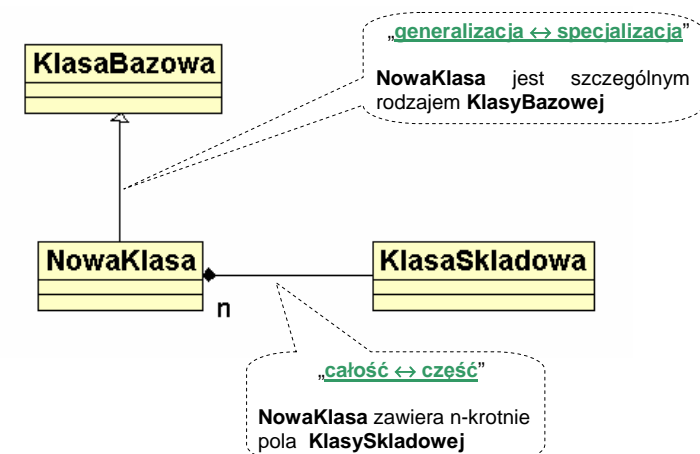 „generalizacja ↔ specjalizacja”
KlasaBazowa
NowaKlasa jest szczególnym
rodzajem KlasyBazowej
NowaKlasa
KlasaSkladowa
n
„całość ↔ część”
NowaKlasa zawiera n-krotnie
pola KlasySkladowej